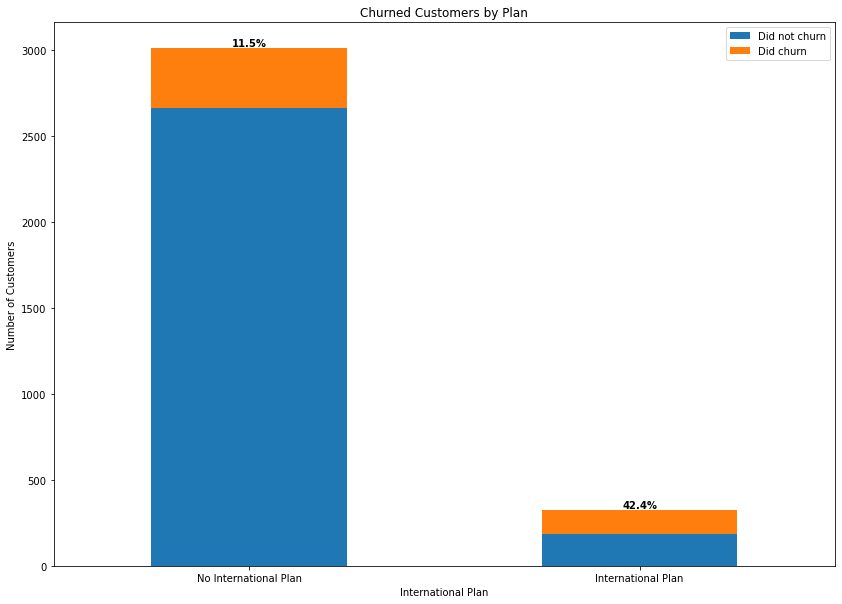 Churned Customers by Plan
Did not churn
Did churn
11.5%
42.4%
3000
2500
2000
1500
1000
500
0
Number of Customers
No International Plan
International Plan
International Plan